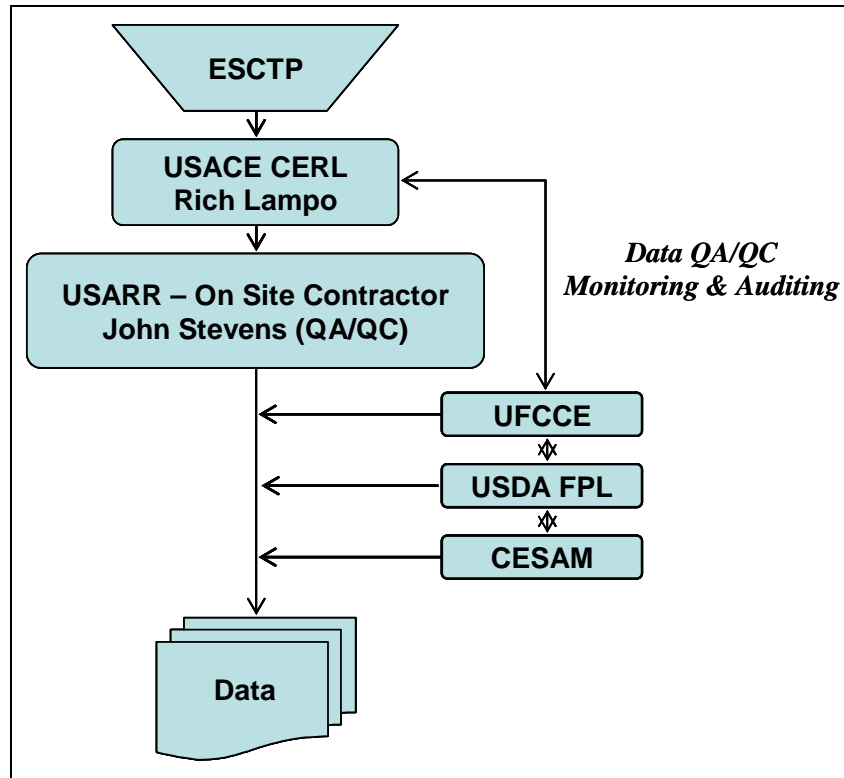 ESCTP
USACE CERL
Rich Lampo
USARR – On Site Contractor
John Stevens (QA/QC)
Data QA/QC
Monitoring & Auditing
UFCCE
USDA FPL
CESAM
Data